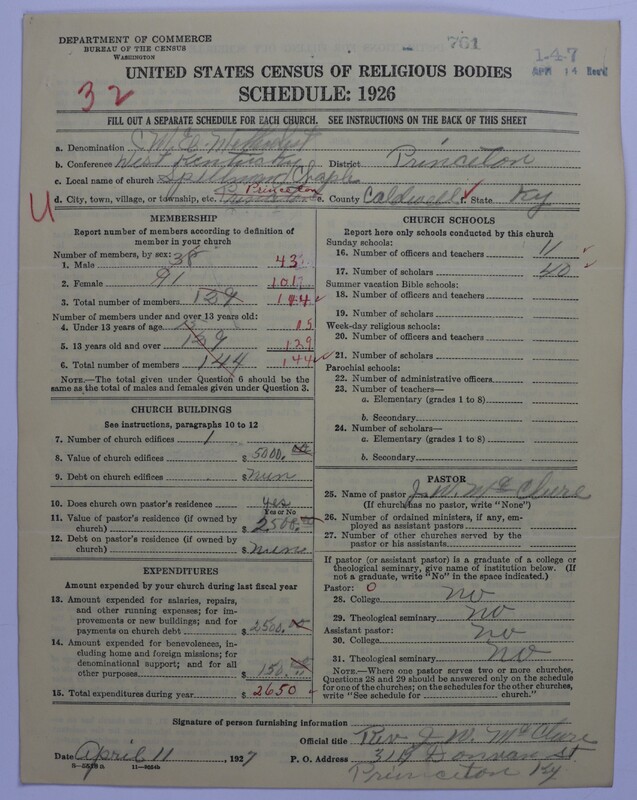 DEPARTMENT OF COMMERCE
BUREAU OF THE CENSUS
WASHINGTON
761
147
APR 14 Rec'd
32
UNITED STATES CENSUS OF RELIGIOUS BODIES
SCHEDULE: 1926
FILL OUT A SEPARATE SCHEDULE FOR EACH CHURCH. SEE INSTRUCTIONS ON THE BACK OF THIS SHEET
a. Denomination C. M. E. Methodist
b. Conference West Kentucky District Princeton
c. Local name of church Spellman Chaple
d. City, town, village, or township, etc. Princeton e. County Caldwell f. State Ky
U
MEMBERSHIP
Report number of members according to definition of member in your church
Number of members, by sex:
1. Male 38 43
2. Female 91 101
3. Total number of members 144
Number of members under and over 13 years old:
4. Under 13 years of age 15
5. 13 years old and over 129 129
6. Total number of members 144 144
NOTE.—The total given under Question 6 should be the same as the total of males and females given under Question 3.
CHURCH BUILDINGS
See instructions, paragraphs 10 to 12
7. Number of church edifices 1
8. Value of church edifices $ 5000.00
9. Debt on church edifices $ Nun
10. Does church own pastor's residence yes
Yes or No
11. Value of pastor's residence (if owned by church) $ 2500.00
12. Debt on pastor's residence (if owned by church) $ Nun
EXPENDITURES
Amount expended by your church during last fiscal year
13. Amount expended for salaries, repairs, and other running expenses; for improvements or new buildings; and for payments on church debt $ 2500.00
14. Amount expended for benevolences, including home and foreign missions; for denominational support; and for all other purposes $ 150.00
15. Total expenditures during year $ 2650
CHURCH SCHOOLS
Report here only schools conducted by this church
Sunday schools:
16. Number of officers and teachers 11
17. Number of scholars 40
Summer vacation Bible schools:
18. Number of officers and teachers
19. Number of scholars
Week-day religious schools:
20. Number of officers and teachers
21. Number of scholars
Parochial schools:
22. Number of administrative officers
23. Number of teachers—
a. Elementary (grades 1 to 8)
b. Secondary
24. Number of scholars—
a. Elementary (grades 1 to 8)
b. Secondary
PASTOR
25. Name of pastor J. W. McClure
(If church has no pastor, write "None")
26. Number of ordained ministers, if any, employed as assistant pastors
27. Number of other churches served by the pastor or his assistants
If pastor (or assistant pastor) is a graduate of a college or theological seminary, give name of institution below. (If not a graduate, write "No" in the space indicated.)
Pastor: 0
28. College no
29. Theological seminary no
Assistant pastor:
30. College no
31. Theological seminary no
NOTE.—Where one pastor serves two or more churches, Questions 28 and 29 should be answered only on the schedule for one of the churches; on the schedules for the other churches, write "See schedule for church."
Signature of person furnishing information
Official title Rev. J. W. McClure
Date April 11 1927 P. O. Address 319 Donivan St
Princeton Ky